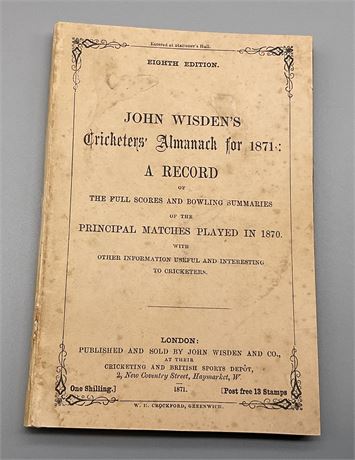 Entered at Stationer's Hall.
EIGHTH EDITION.
JOHN WISDEN'S
Cricketers' Almanack for 1871:
A RECORD
OF
THE FULL SCORES AND BOWLING SUMMARIES
OF THE
PRINCIPAL MATCHES PLAYED IN 1870.
WITH
OTHER INFORMATION USEFUL AND INTERESTING
TO CRICKETERS.
LONDON:
PUBLISHED AND SOLD BY JOHN WISDEN AND CO.,
AT THEIR
CRICKETING AND BRITISH SPORTS DEPÔT,
2, New Coventry Street, Haymarket, W.
One Shilling.] 1871. [Post free 13 Stamps
W. H. CROCKFORD, GREENWICH.